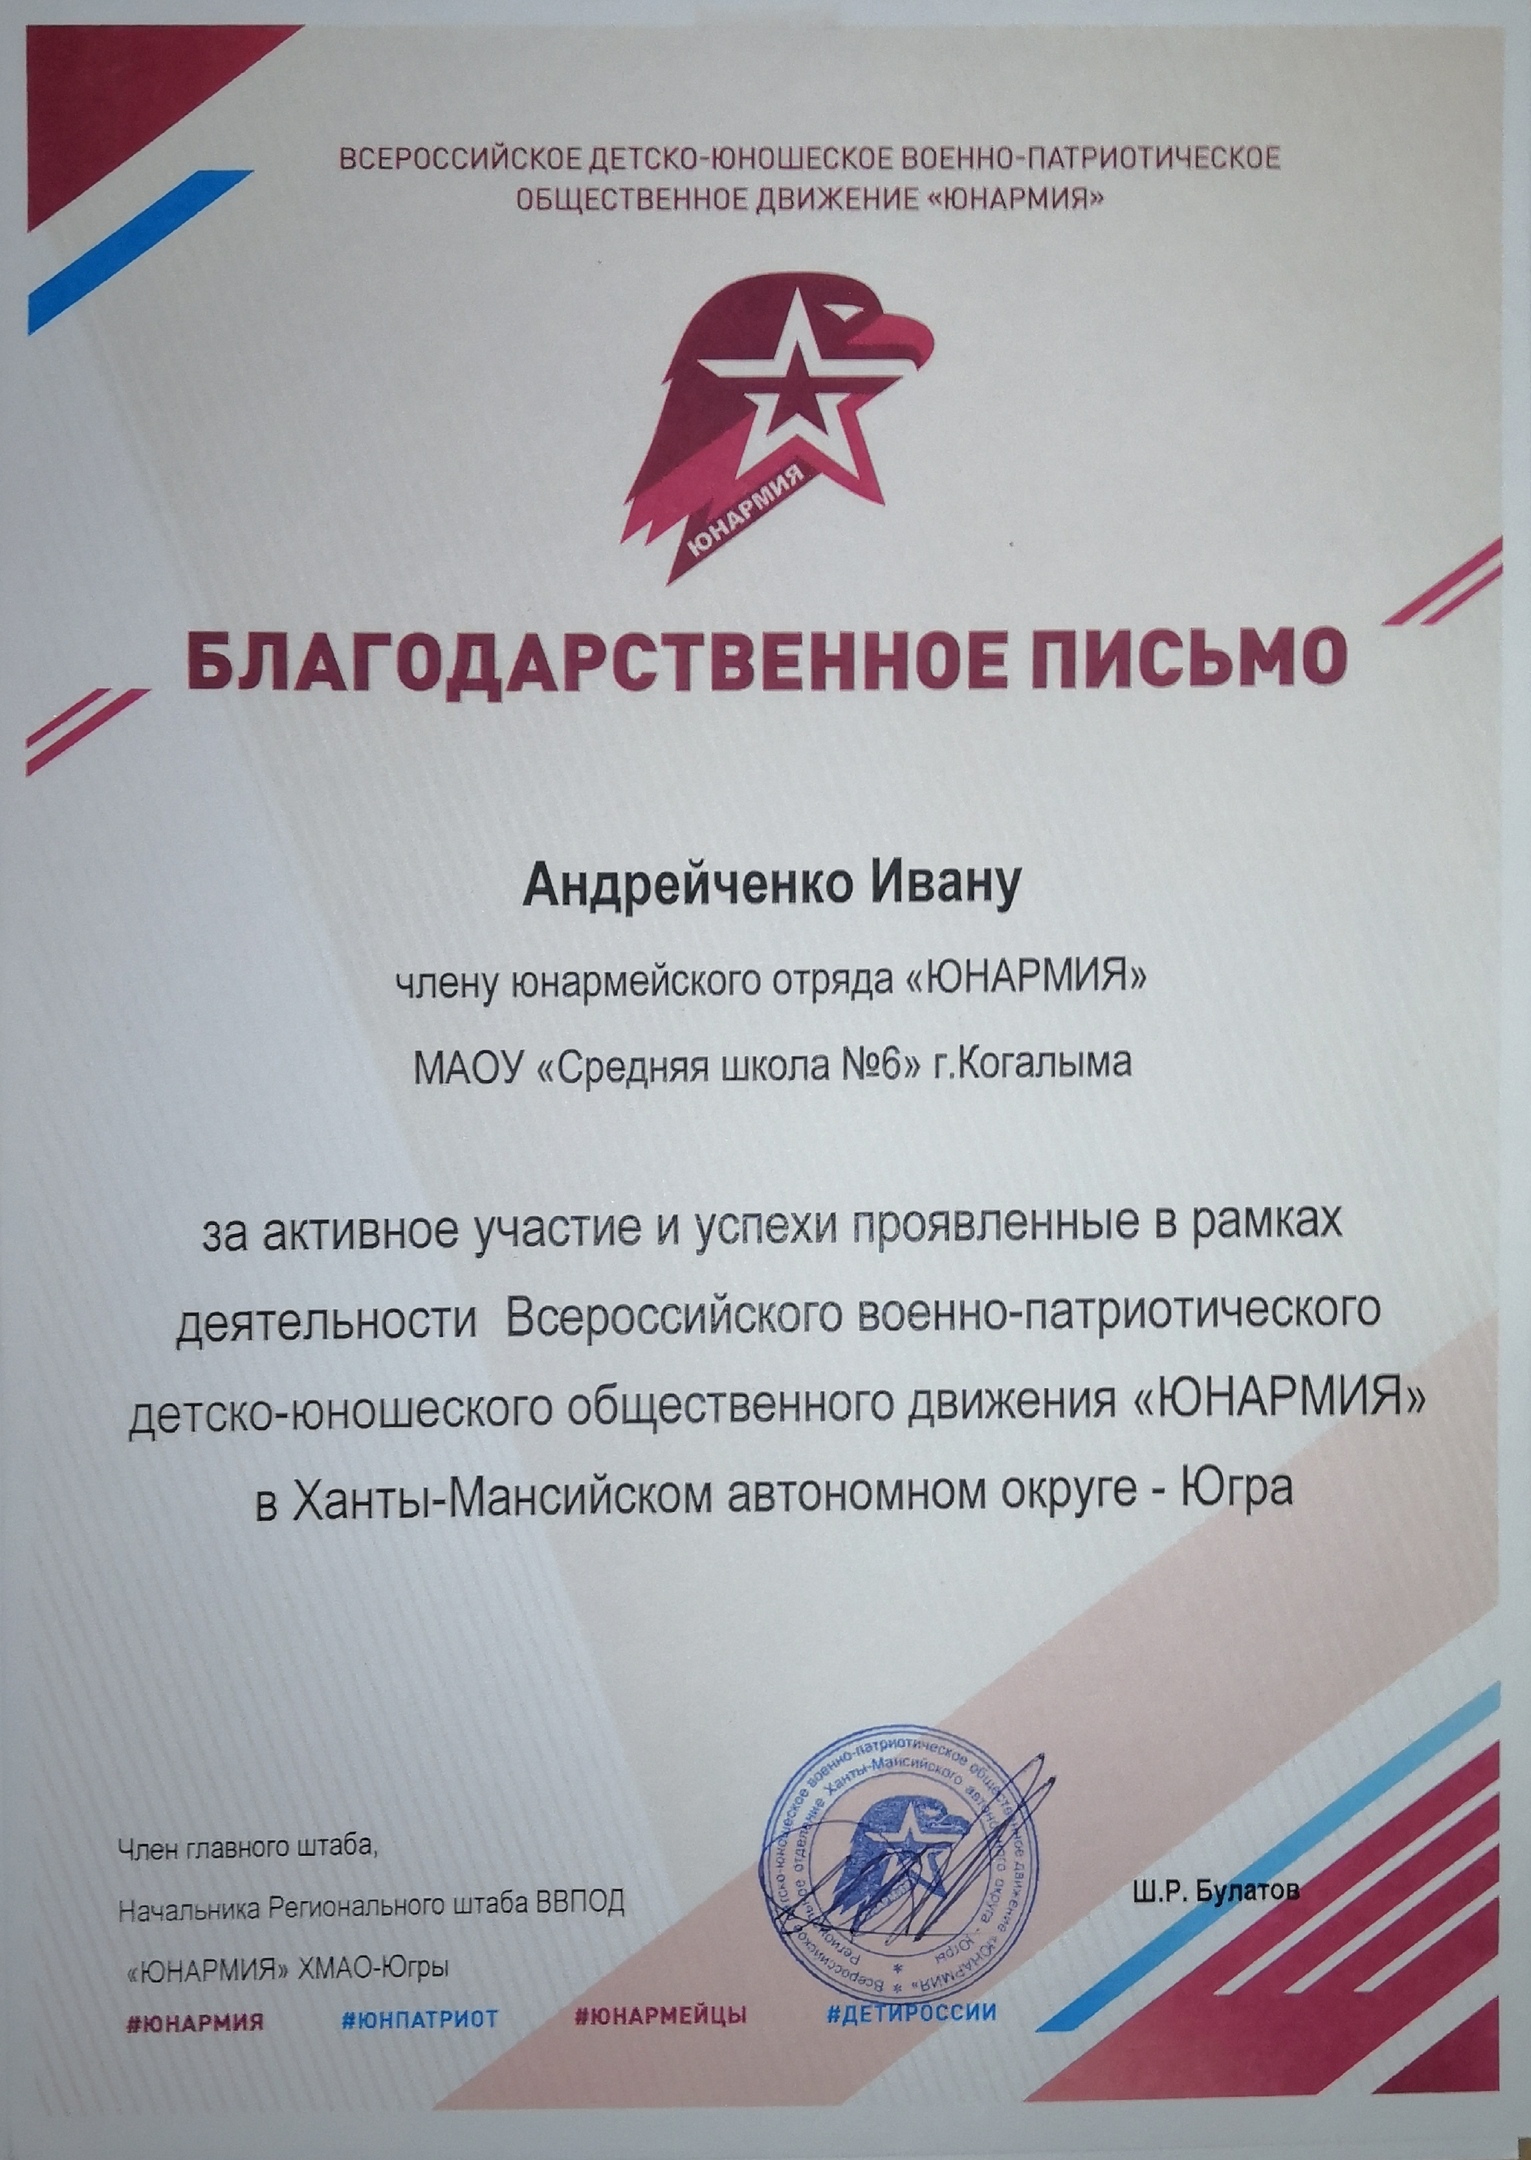 ВСЕРОССИЙСКОЕ ДЕТСКО-ЮНОШЕСКОЕ ВОЕННО-ПАТРИОТИЧЕСКОЕ
ОБЩЕСТВЕННОЕ ДВИЖЕНИЕ «ЮНАРМИЯ»
ЮНАРМИЯ
БЛАГОДАРСТВЕННОЕ ПИСЬМО
Андрейченко Ивану
члену юнармейского отряда «ЮНАРМИЯ»
МАОУ «Средняя школа №6» г.Когалыма
за активное участие и успехи проявленные в рамках
деятельности Всероссийского военно-патриотического
детско-юношеского общественного движения «ЮНАРМИЯ»
в Ханты-Мансийском автономном округе - Югра
Член главного штаба,
Начальника Регионального штаба ВВПОД
«ЮНАРМИЯ» ХМАО-Югры
Всероссийское детско-юношеское военно-патриотическое общественное движение «ЮНАРМИЯ»
Региональное отделение Ханты-Мансийского автономного округа - Югры
Ш.Р. Булатов
#ЮНАРМИЯ #ЮНПАТРИОТ #ЮНАРМЕЙЦЫ #ДЕТИРОССИИ